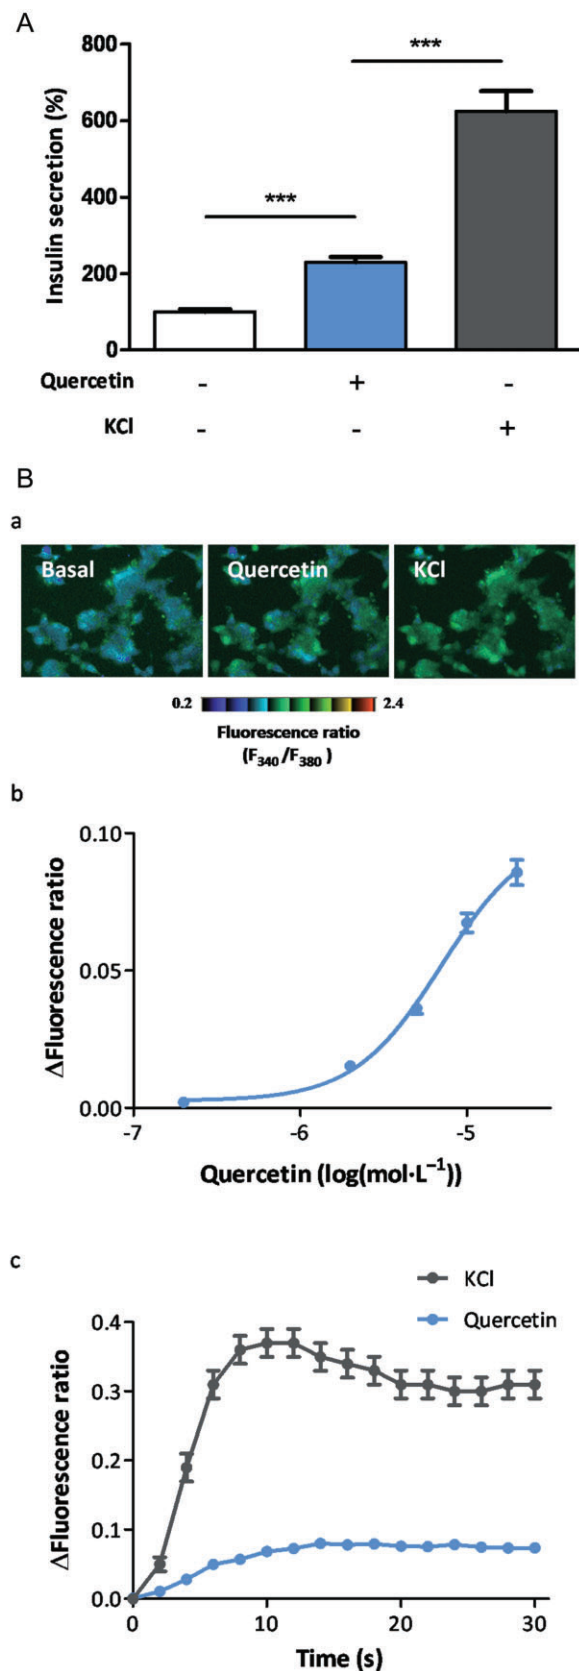 A
Insulin secretion (%)
800
600
400
200
0
***
***
Quercetin - + -
KCl - - +
B
a
Basal
Quercetin
KCl
0.2
2.4
Fluorescence ratio
(F340/F380 )
b
ΔFluorescence ratio
0.10
0.05
0.00
-7
-6
-5
Quercetin (log(mol·L−1))
c
KCl
Quercetin
ΔFluorescence ratio
0.4
0.3
0.2
0.1
0.0
0
10
20
30
Time (s)